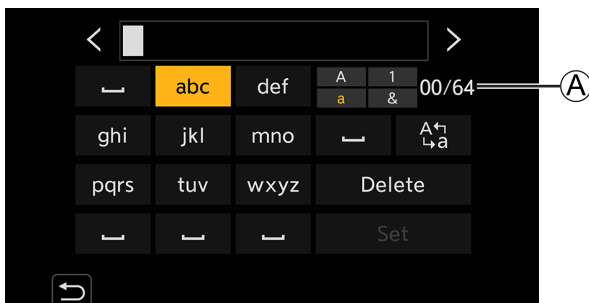 < >
abc def A 1 00/64 Ⓐ
a &
ghi jkl mno ␣ A a
pqrs tuv wxyz Delete
Set